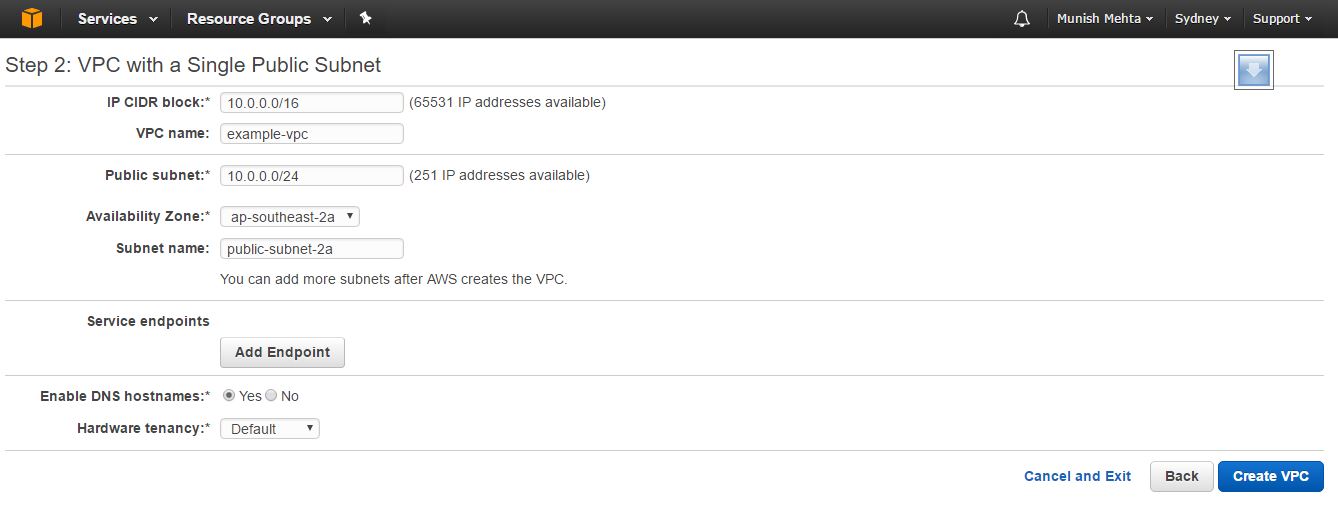 Services Resource Groups Munish Mehta Sydney Support
Step 2: VPC with a Single Public Subnet
IP CIDR block:* 10.0.0.0/16 (65531 IP addresses available)
VPC name: example-vpc
Public subnet:* 10.0.0.0/24 (251 IP addresses available)
Availability Zone:* ap-southeast-2a
Subnet name: public-subnet-2a
You can add more subnets after AWS creates the VPC.
Service endpoints
Add Endpoint
Enable DNS hostnames:* Yes No
Hardware tenancy:* Default
Cancel and Exit Back Create VPC